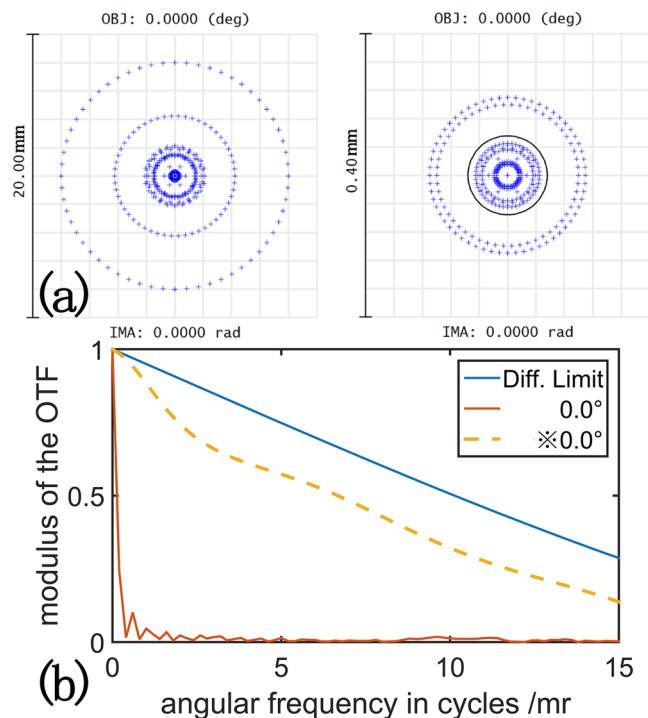 OBJ: 0.0000 (deg)
OBJ: 0.0000 (deg)
20.00mm
0.40mm
(a)
IMA: 0.0000 rad
IMA: 0.0000 rad
1
0.5
0
modulus of the OTF
Diff. Limit
0.0°
※0.0°
0
5
10
15
(b)
angular frequency in cycles /mr